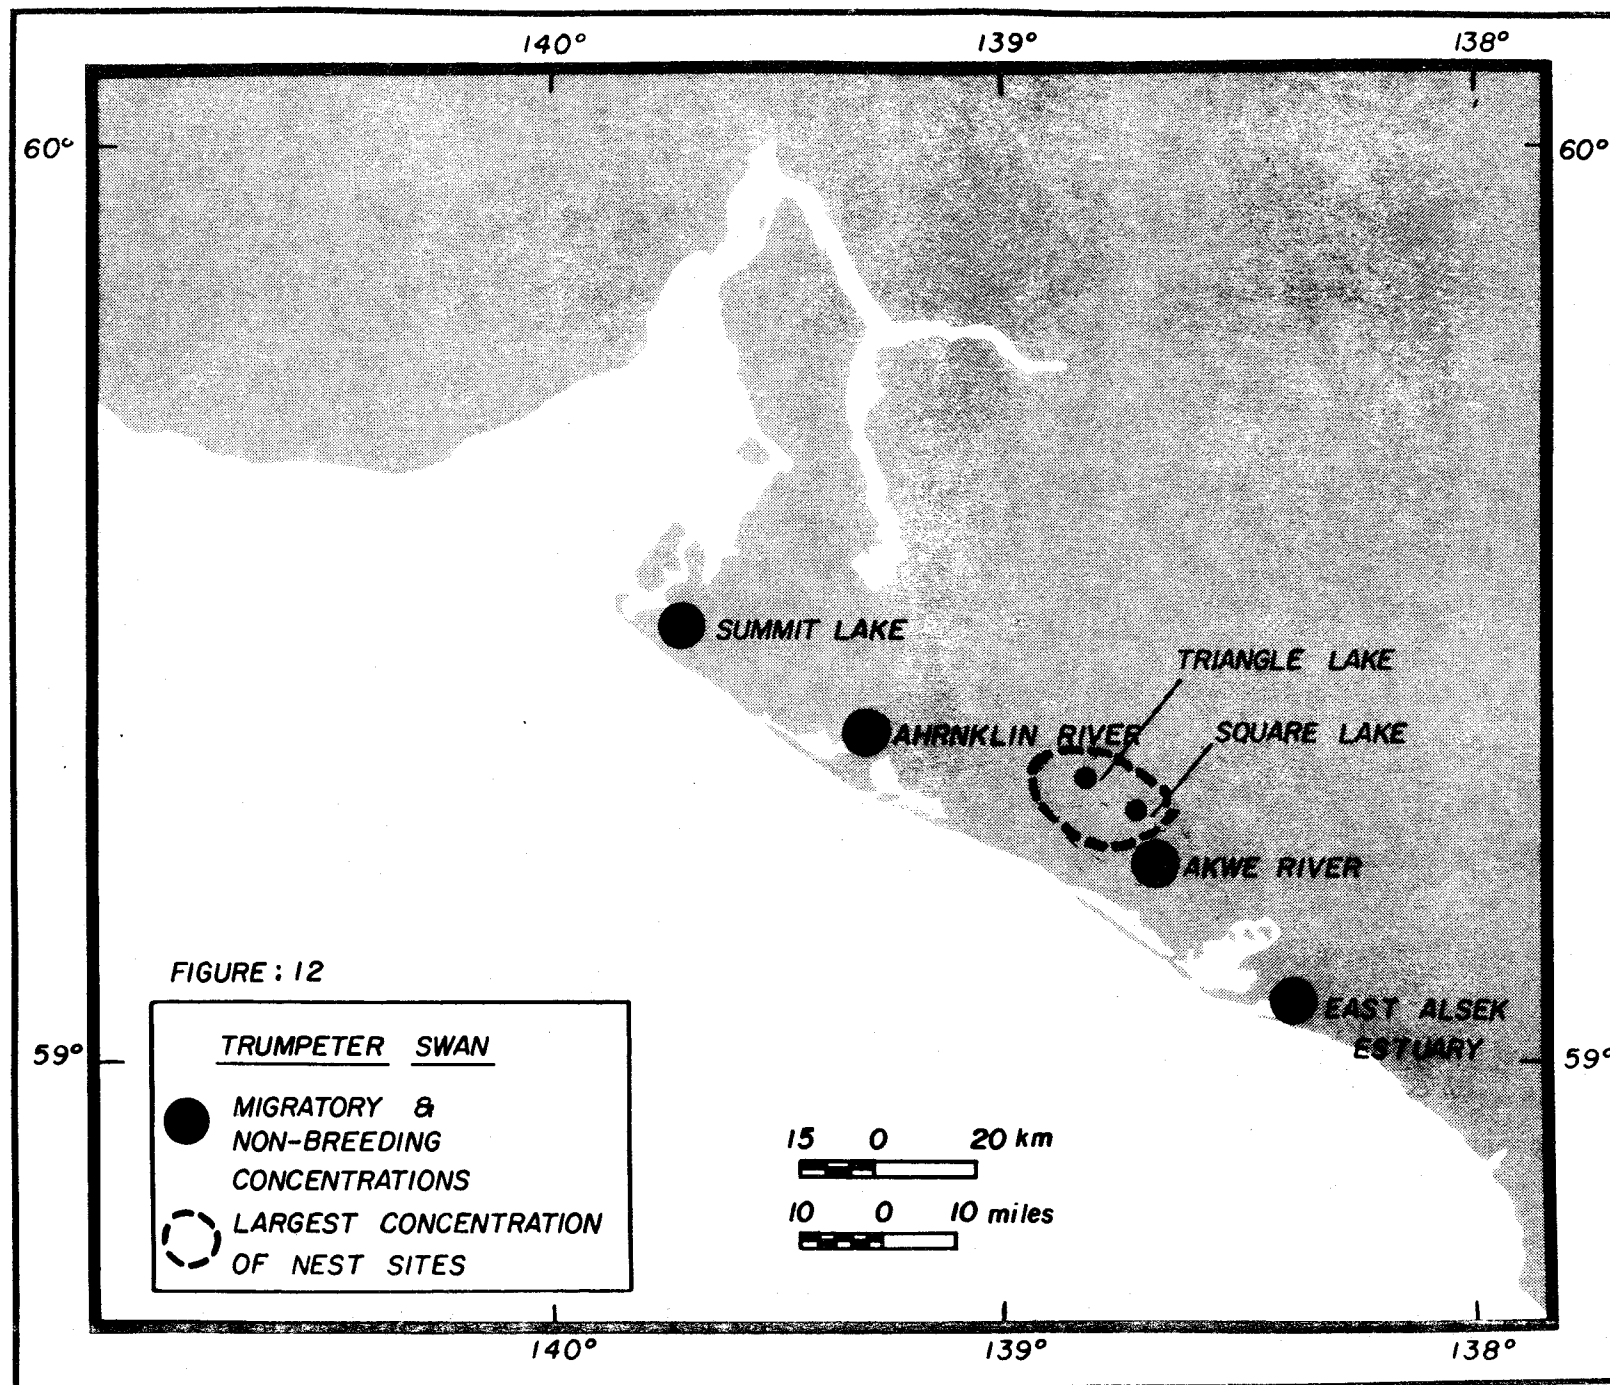 140° 139° 138°
60° 60°
SUMMIT LAKE
TRIANGLE LAKE
AHRNKLIN RIVER
SQUARE LAKE
AKWE RIVER
EAST ALSEK
ESTUARY
FIGURE: 12
TRUMPETER SWAN
MIGRATORY &
NON-BREEDING
CONCENTRATIONS
LARGEST CONCENTRATION
OF NEST SITES
59° 59°
15 0 20 km
10 0 10 miles
140° 139° 138°